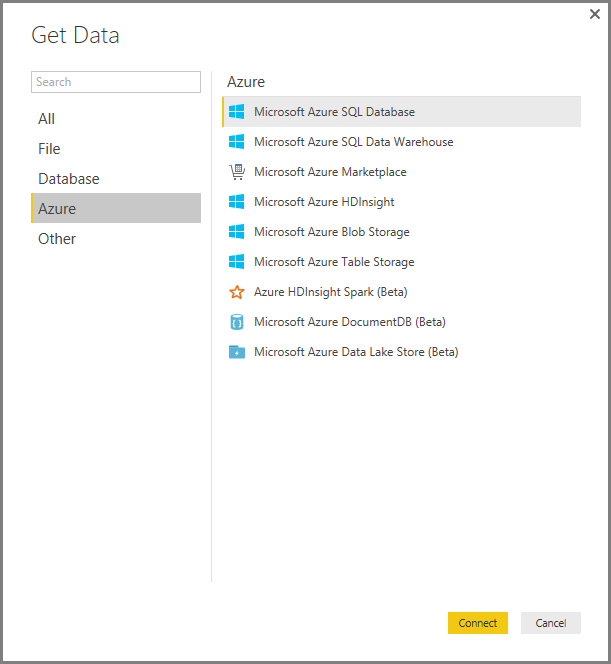 Get Data
Search
All
File
Database
Azure
Other
Azure
Microsoft Azure SQL Database
Microsoft Azure SQL Data Warehouse
Microsoft Azure Marketplace
Microsoft Azure HDInsight
Microsoft Azure Blob Storage
Microsoft Azure Table Storage
Azure HDInsight Spark (Beta)
Microsoft Azure DocumentDB (Beta)
Microsoft Azure Data Lake Store (Beta)
Connect
Cancel